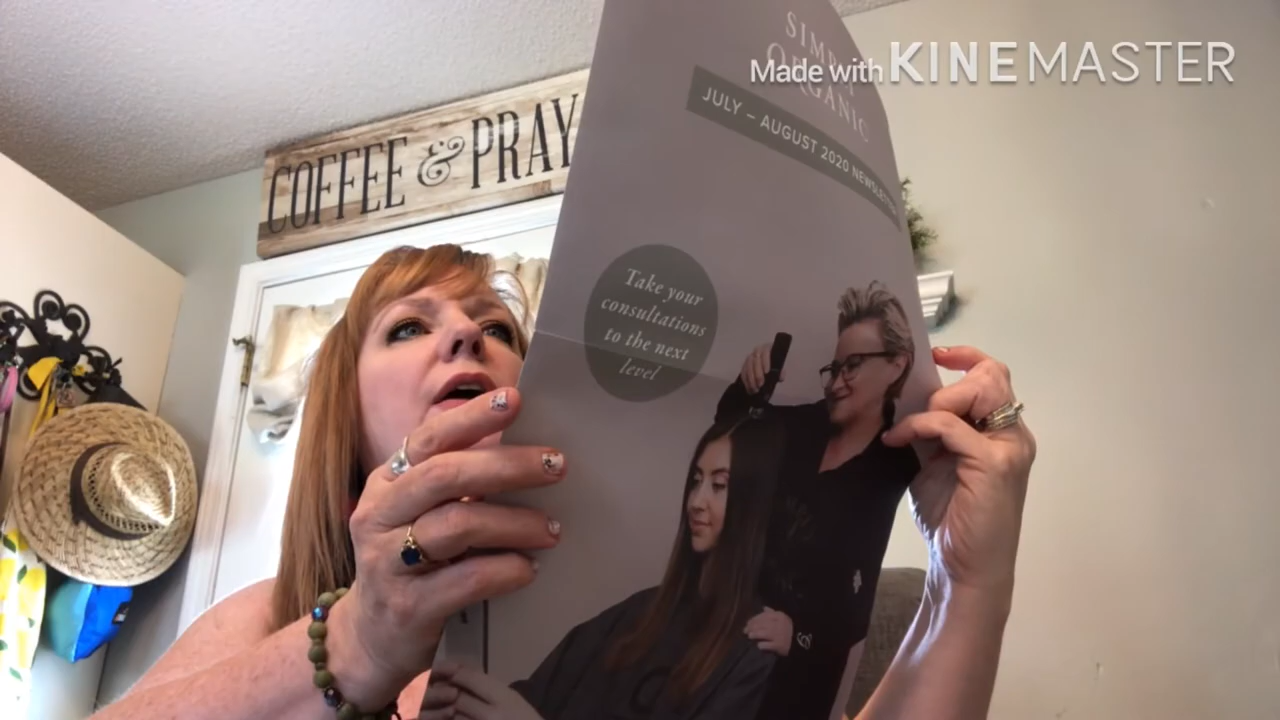 Made with KINEMASTER
SIMPLY
ORGANIC
JULY – AUGUST 2020 NEWSLETTER
COFFEE & PRAY
Take your
consultations
to the next
level